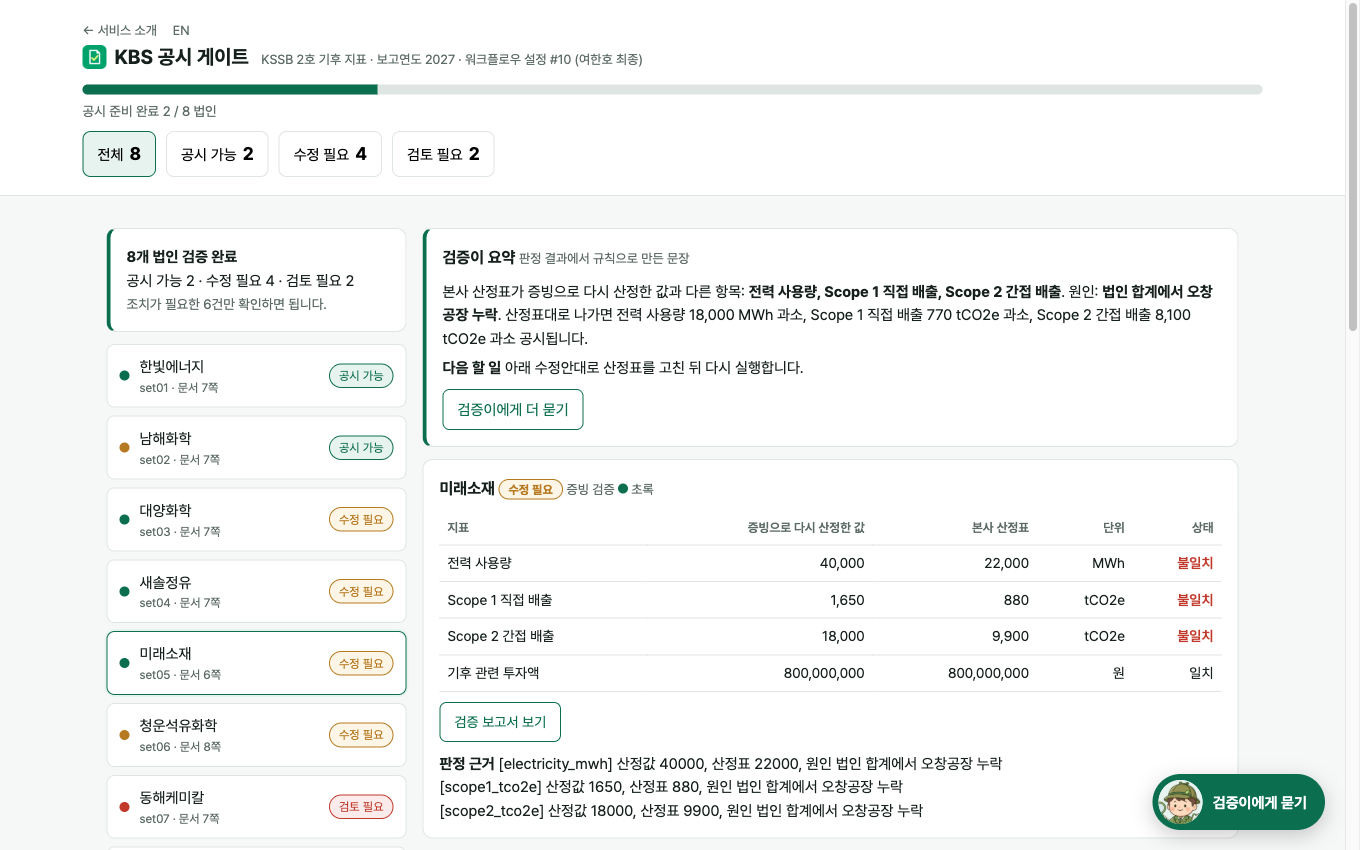 ← 서비스 소개 EN
KBS 공시 게이트 KSSB 2호 기후 지표 · 보고연도 2027 · 워크플로우 설정 #10 (여한호 최종)
공시 준비 완료 2 / 8 법인
전체 8 공시 가능 2 수정 필요 4 검토 필요 2
8개 법인 검증 완료
공시 가능 2 · 수정 필요 4 · 검토 필요 2
조치가 필요한 6건만 확인하면 됩니다.
한빛에너지 공시 가능
set01 · 문서 7쪽
남해화학 공시 가능
set02 · 문서 7쪽
대양화학 수정 필요
set03 · 문서 7쪽
새솔정유 수정 필요
set04 · 문서 7쪽
미래소재 수정 필요
set05 · 문서 6쪽
청운석유화학 수정 필요
set06 · 문서 8쪽
동해케미칼 검토 필요
set07 · 문서 7쪽
검증이 요약 판정 결과에서 규칙으로 만든 문장
본사 산정표가 증빙으로 다시 산정한 값과 다른 항목: 전력 사용량, Scope 1 직접 배출, Scope 2 간접 배출. 원인: 법인 합계에서 오창
공장 누락. 산정표대로 나가면 전력 사용량 18,000 MWh 과소, Scope 1 직접 배출 770 tCO2e 과소, Scope 2 간접 배출 8,100
tCO2e 과소 공시됩니다.
다음 할 일 아래 수정안대로 산정표를 고친 뒤 다시 실행합니다.
검증이에게 더 묻기
미래소재 수정 필요 증빙 검증 초록
지표 증빙으로 다시 산정한 값 본사 산정표 단위 상태
전력 사용량 40,000 22,000 MWh 불일치
Scope 1 직접 배출 1,650 880 tCO2e 불일치
Scope 2 간접 배출 18,000 9,900 tCO2e 불일치
기후 관련 투자액 800,000,000 800,000,000 원 일치
검증 보고서 보기
판정 근거 [electricity_mwh] 산정값 40000, 산정표 22000, 원인 법인 합계에서 오창공장 누락
[scope1_tco2e] 산정값 1650, 산정표 880, 원인 법인 합계에서 오창공장 누락
[scope2_tco2e] 산정값 18000, 산정표 9900, 원인 법인 합계에서 오창공장 누락
검증이에게 묻기